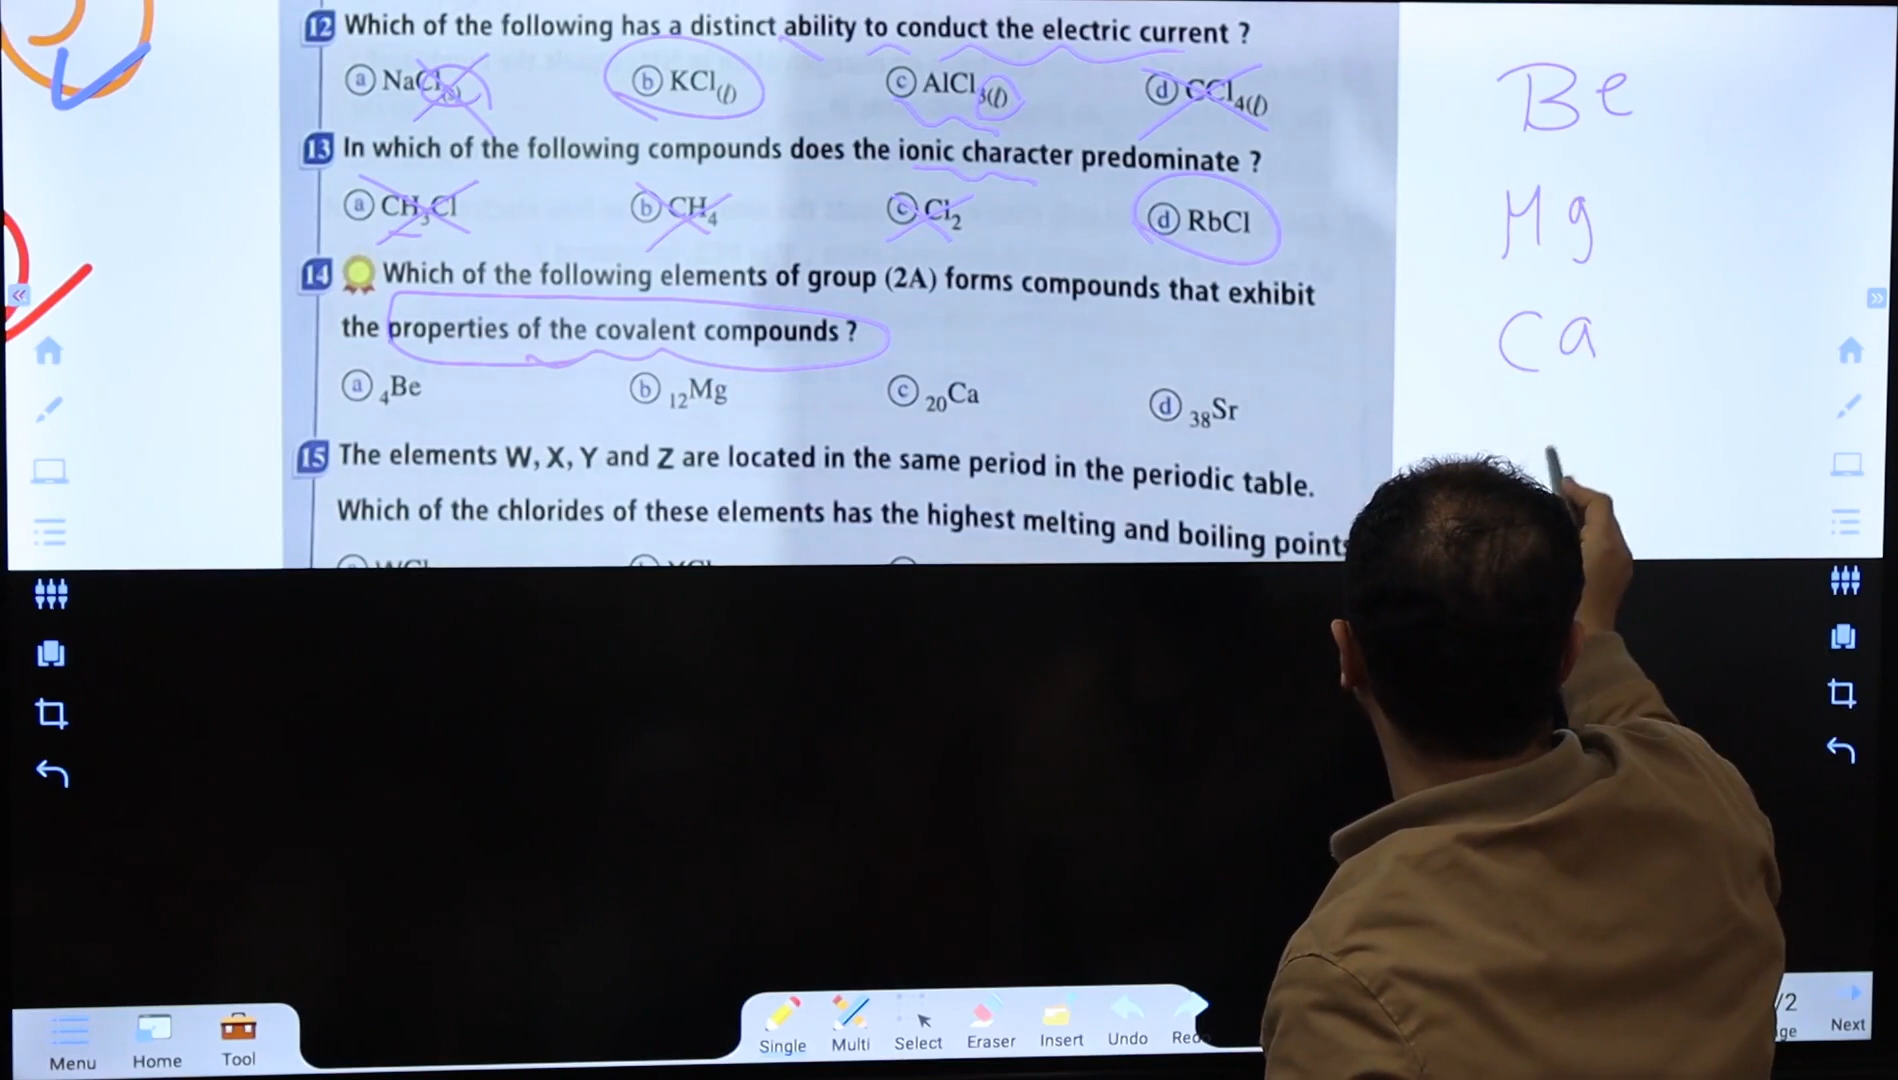 12 Which of the following has a distinct ability to conduct the electric current ?
ⓐ NaCl(s) ⓑ KCl(l) ⓒ AlCl3(l) ⓓ CCl4(l)
13 In which of the following compounds does the ionic character predominate ?
ⓐ CH3Cl ⓑ CH4 ⓒ Cl2 ⓓ RbCl
14 Which of the following elements of group (2A) forms compounds that exhibit
the properties of the covalent compounds ?
ⓐ 4Be ⓑ 12Mg ⓒ 20Ca ⓓ 38Sr
15 The elements W, X, Y and Z are located in the same period in the periodic table.
Which of the chlorides of these elements has the highest melting and boiling points
Be
Mg
Ca
Menu Home Tool
Single Multi Select Eraser Insert Undo
/2
Next